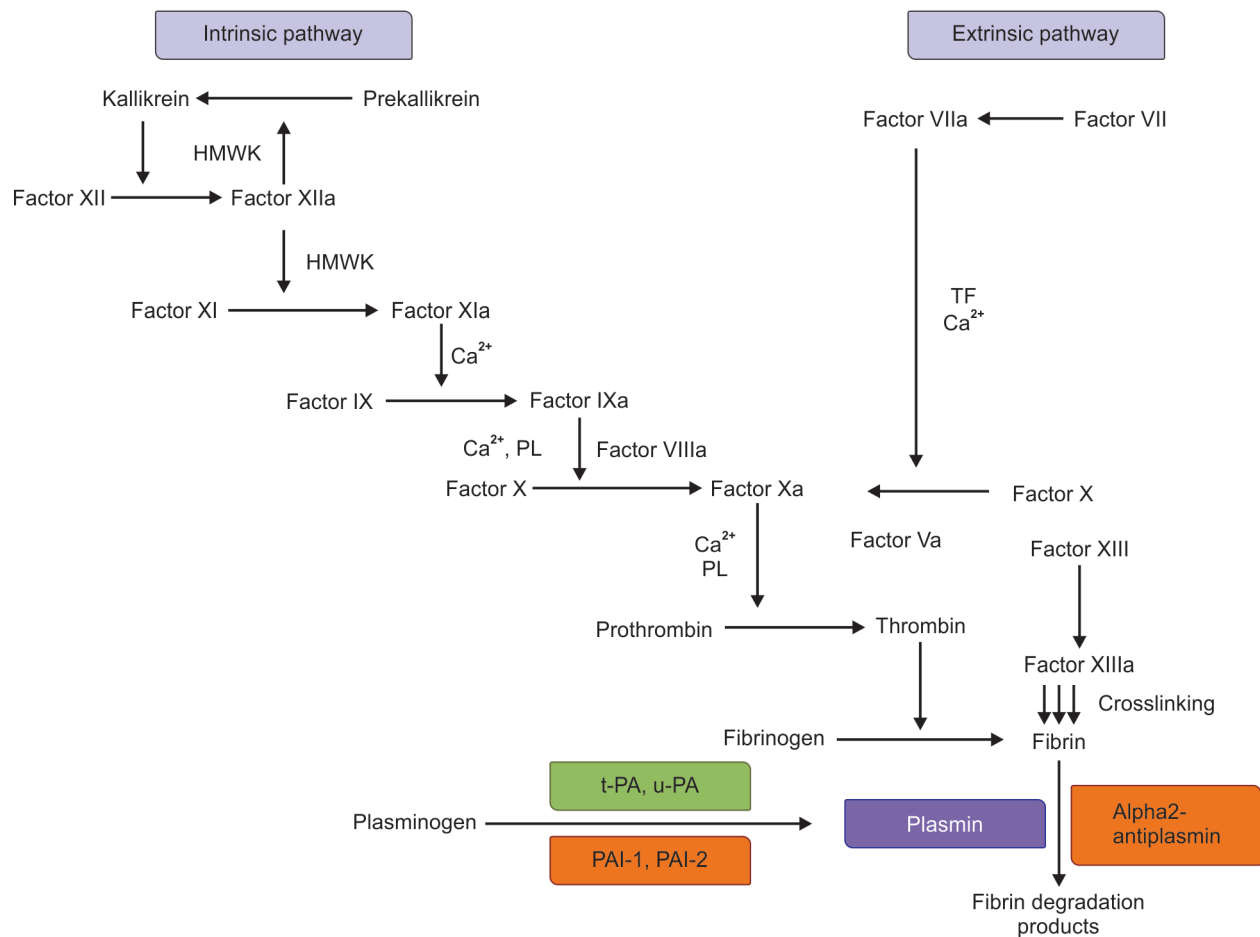 Intrinsic pathway
Extrinsic pathway
Kallikrein
Prekallikrein
Factor VIIa
Factor VII
HMWK
Factor XII
Factor XIIa
HMWK
Factor XI
Factor XIa
TF
Ca²⁺
Ca²⁺
Factor IX
Factor IXa
Ca²⁺, PL
Factor VIIIa
Factor X
Factor Xa
Factor X
Ca²⁺
PL
Factor Va
Factor XIII
Prothrombin
Thrombin
Factor XIIIa
Crosslinking
Fibrinogen
Fibrin
t-PA, u-PA
Plasminogen
Plasmin
Alpha2-
antiplasmin
PAI-1, PAI-2
Fibrin degradation
products